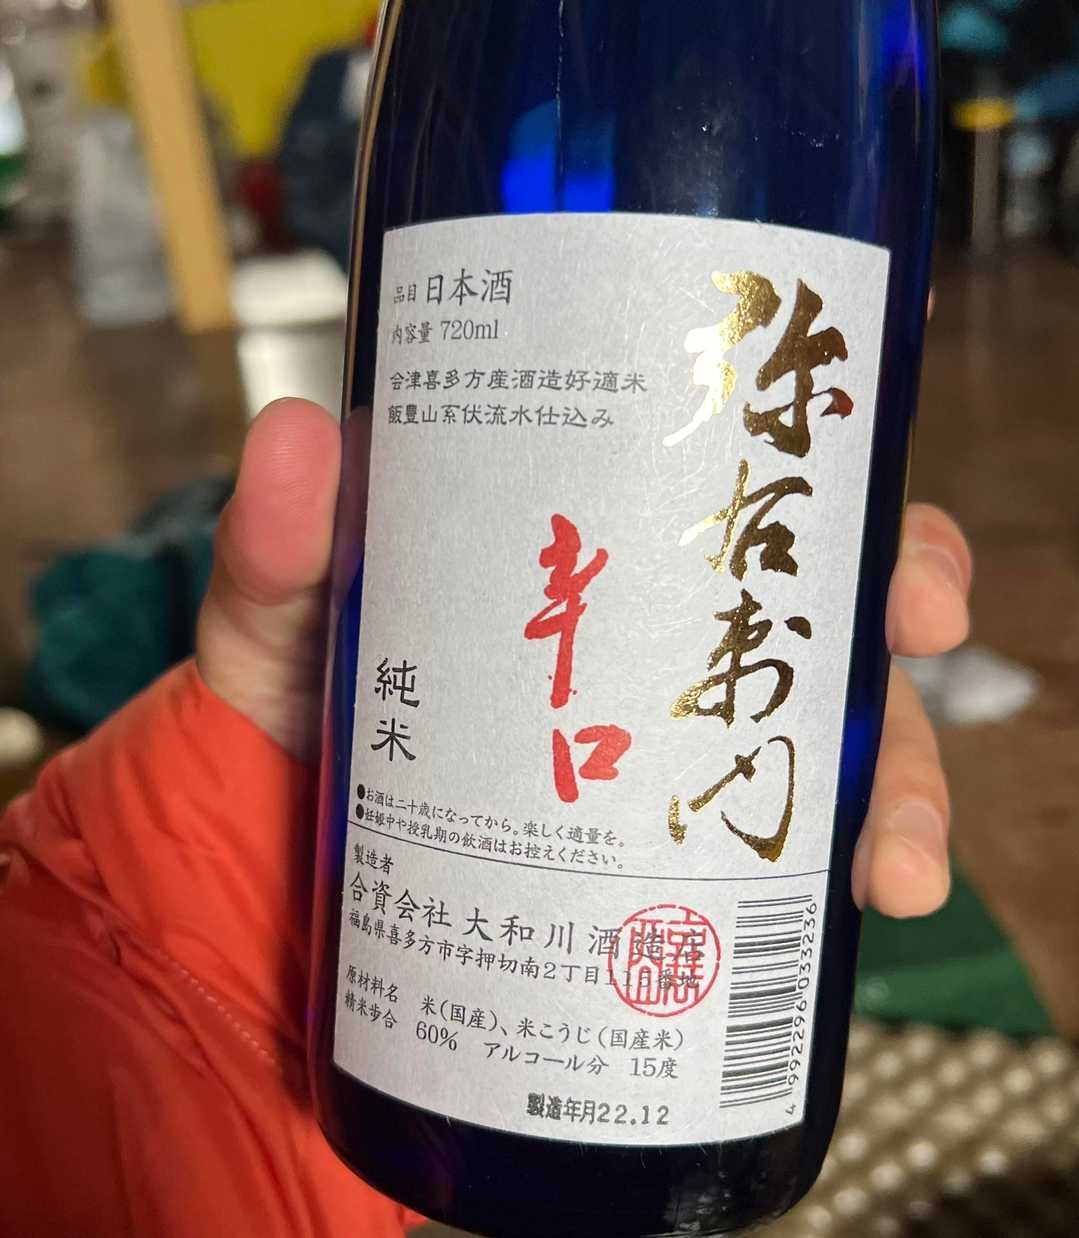 弥右衛門
辛口
純米
品目 日本酒
内容量 720ml
会津喜多方産酒造好適米
飯豊山系伏流水仕込み
●お酒は二十歳になってから。楽しく適量を。
●妊娠中や授乳期の飲酒はお控えください。
製造者
合資会社 大和川酒造店
福島県喜多方市字押切南2丁目115番地
原材料名 米(国産)、米こうじ(国産米)
精米歩合 60% アルコール分 15度
製造年月22.12
4 992296 033236